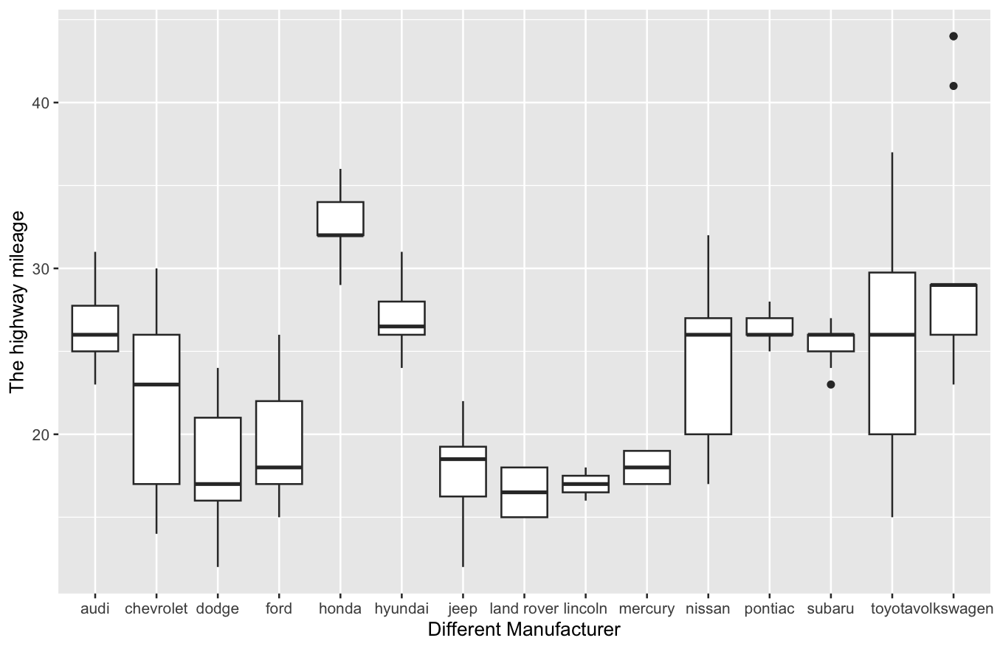 The highway mileage
40
30
20
audi chevrolet dodge ford honda hyundai jeep land rover lincoln mercury nissan pontiac subaru toyota volkswagen
Different Manufacturer